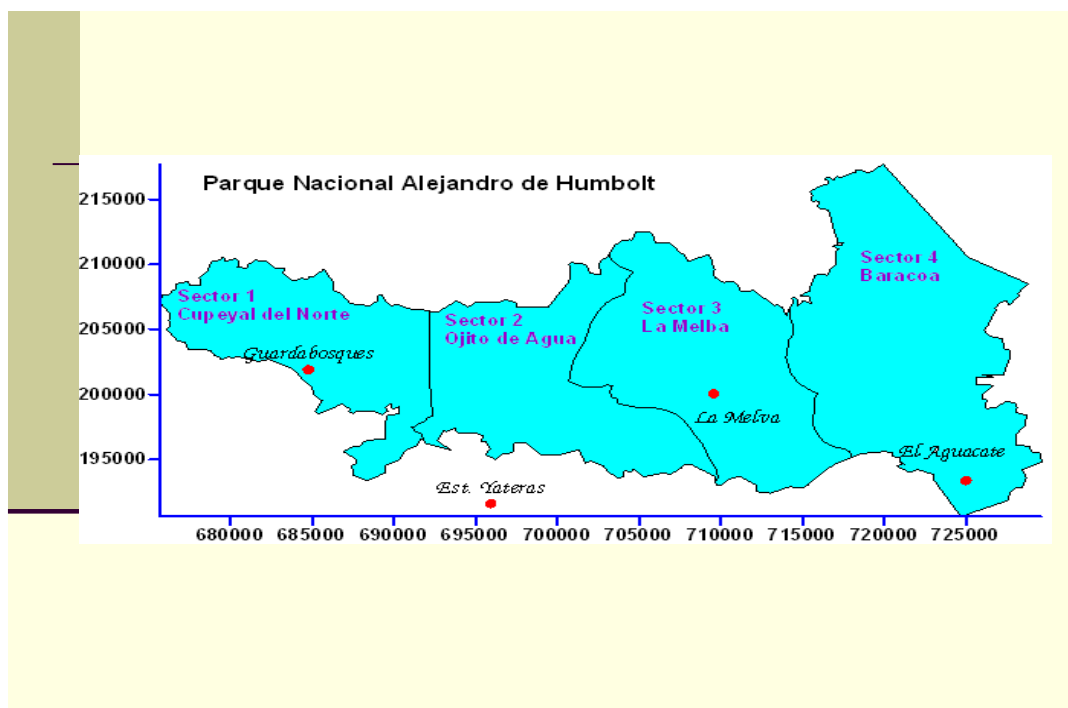 Parque Nacional Alejandro de Humbolt
215000
210000
205000
200000
195000
Sector 1
Cupeyal del Norte
Guardabosques
Sector 2
Ojito de Agua
Sector 3
La Melba
La Melva
Sector 4
Baracoa
El Aguacate
Est. Yateras
680000 685000 690000 695000 700000 705000 710000 715000 720000 725000